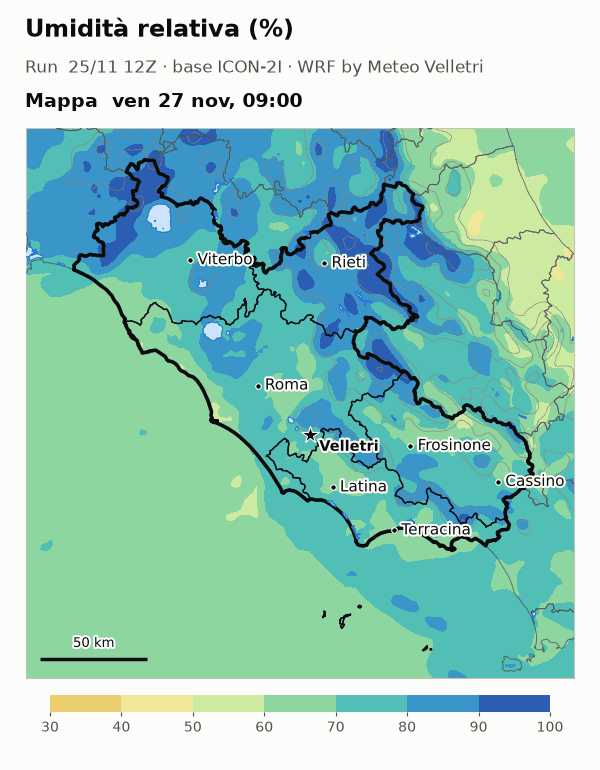 Umidità relativa (%)
Run  25/11 12Z · base ICON-2I · WRF by Meteo Velletri
Mappa  ven 27 nov, 09:00
Viterbo
Rieti
Roma
Velletri
Frosinone
Cassino
Latina
Terracina
50 km
30 40 50 60 70 80 90 100